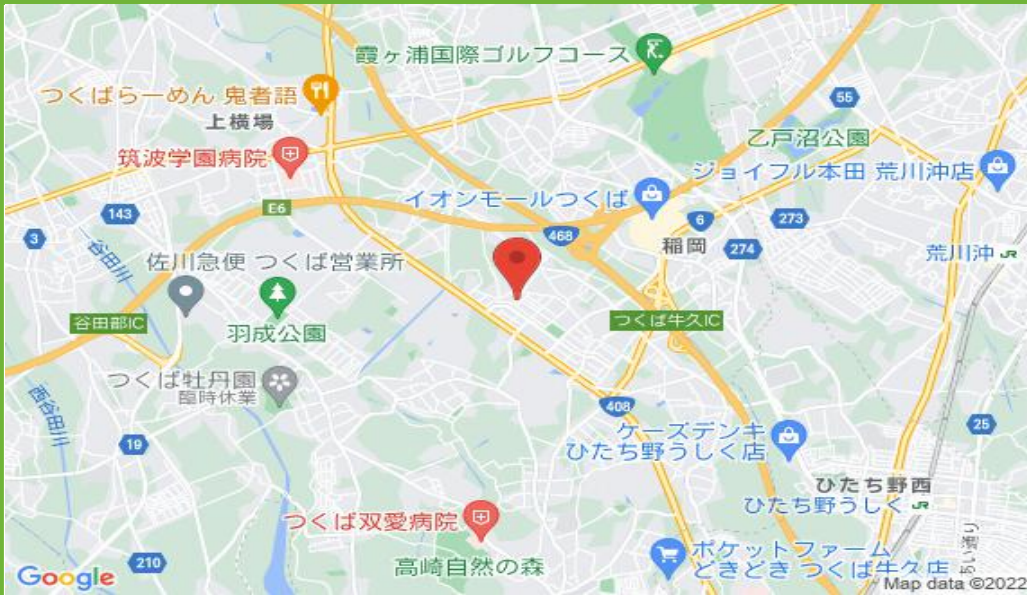 霞ヶ浦国際ゴルフコース
つくばらーめん 鬼者語
上横場
55
乙戸沼公園
筑波学園病院
ジョイフル本田 荒川沖店
イオンモールつくば
143
E6
6
273
3
468
稲岡
274
荒川沖 JR
谷田川
佐川急便 つくば営業所
谷田部IC
羽成公園
つくば牛久IC
つくば牡丹園
臨時休業
西谷田川
408
19
ケーズデンキ
ひたち野うしく店
25
ひたち野西
ひたち野うしく JR
つくば双愛病院
210
高崎自然の森
ポケットファーム
どきどき つくば牛久店
Google
Map data ©2022